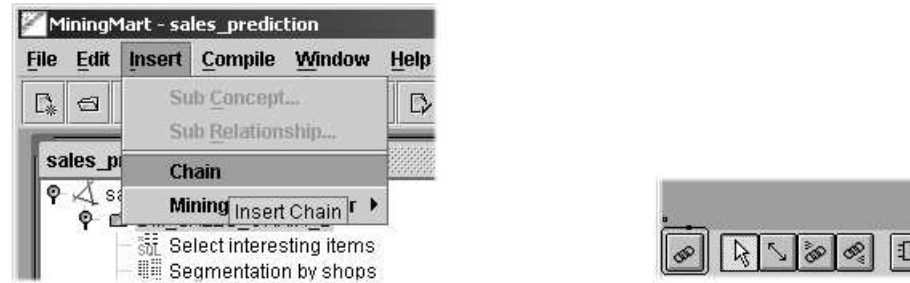 MiningMart - sales_prediction
File Edit Insert Compile Window Help
Sub Concept...
Sub Relationship...
sales_p
Chain
Mining
Insert Chain
Select interesting items
Segmentation by shops